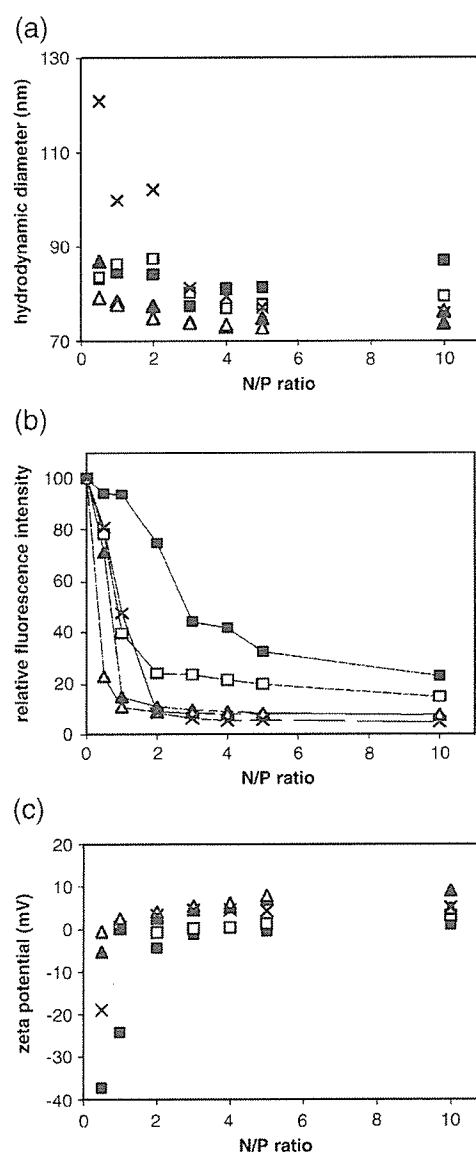 (a)
130
110
90
70
hydrodynamic diameter (nm)
0 2 4 6 8 10
N/P ratio
(b)
100
80
60
40
20
0
relative fluorescence intensity
0 2 4 6 8 10
N/P ratio
(c)
20
10
0
-10
-20
-30
-40
zeta potential (mV)
0 2 4 6 8 10
N/P ratio